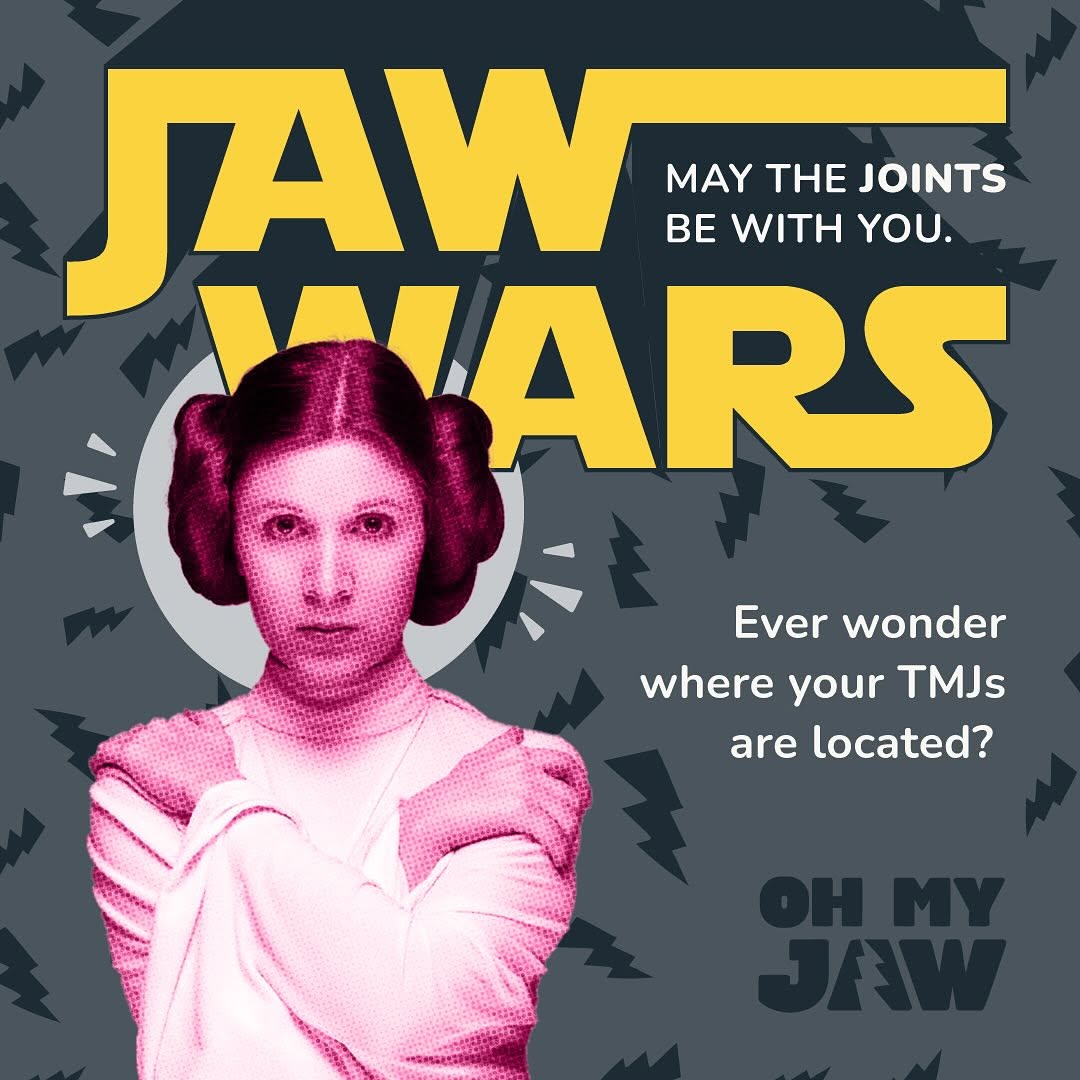 JAW
MAY THE JOINTS
BE WITH YOU.
WARS
Ever wonder
where your TMJs
are located?
OH MY
JAW